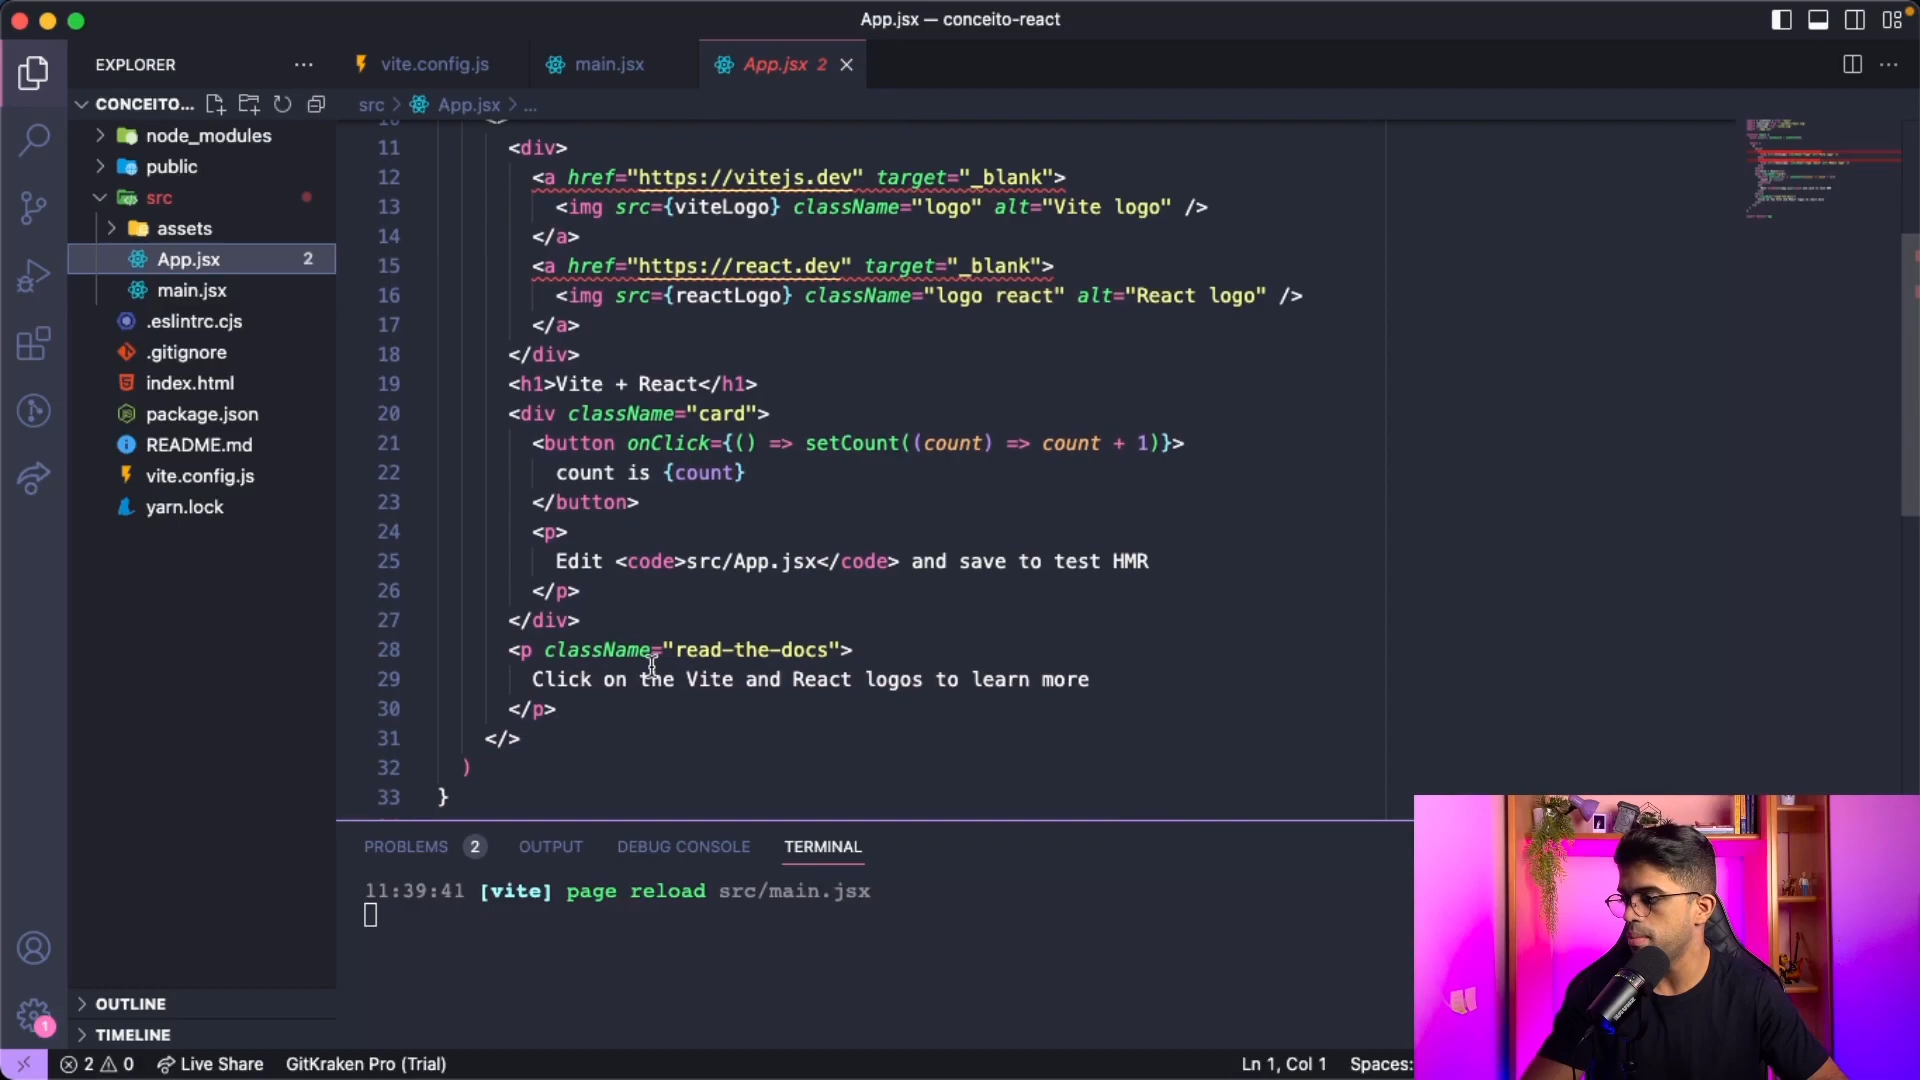 App.jsx — conceito-react
EXPLORER
vite.config.js
main.jsx
App.jsx 2
CONCEITO...
src > App.jsx > ...
node_modules
public
src
assets
App.jsx 2
main.jsx
.eslintrc.cjs
.gitignore
index.html
package.json
README.md
vite.config.js
yarn.lock
11 <div>
12 <a href="https://vitejs.dev" target="_blank">
13 <img src={viteLogo} className="logo" alt="Vite logo" />
14 </a>
15 <a href="https://react.dev" target="_blank">
16 <img src={reactLogo} className="logo react" alt="React logo" />
17 </a>
18 </div>
19 <h1>Vite + React</h1>
20 <div className="card">
21 <button onClick={() => setCount((count) => count + 1)}>
22 count is {count}
23 </button>
24 <p>
25 Edit <code>src/App.jsx</code> and save to test HMR
26 </p>
27 </div>
28 <p className="read-the-docs">
29 Click on the Vite and React logos to learn more
30 </p>
31 </>
32 )
33 }
PROBLEMS 2 OUTPUT DEBUG CONSOLE TERMINAL
11:39:41 [vite] page reload src/main.jsx
OUTLINE
1
TIMELINE
2 0 Live Share GitKraken Pro (Trial) Ln 1, Col 1 Spaces: